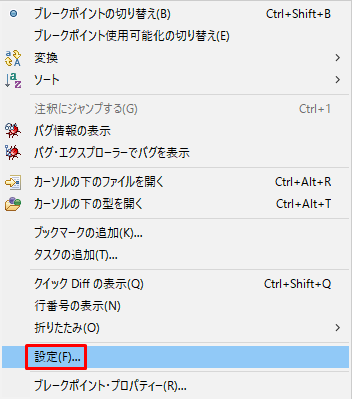 ブレークポイントの切り替え(B) Ctrl+Shift+B
ブレークポイント使用可能化の切り替え(E)
変換
ソート
注釈にジャンプする(G) Ctrl+1
バグ情報の表示
バグ・エクスプローラーでバグを表示
カーソルの下のファイルを開く Ctrl+Alt+R
カーソルの下の型を開く Ctrl+Alt+T
ブックマークの追加(K)...
タスクの追加(T)...
クイック Diff の表示(Q) Ctrl+Shift+Q
行番号の表示(N)
折りたたみ(O)
設定(F)...
ブレークポイント・プロパティー(R)...